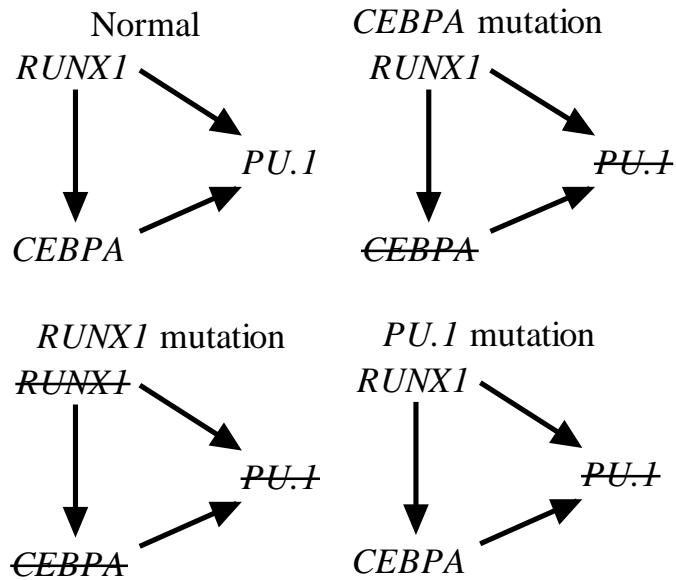 Normal
RUNX1
PU.1
CEBPA
CEBPA mutation
RUNX1
PU.1
CEBPA
RUNX1 mutation
RUNX1
PU.1
CEBPA
PU.1 mutation
RUNX1
PU.1
CEBPA